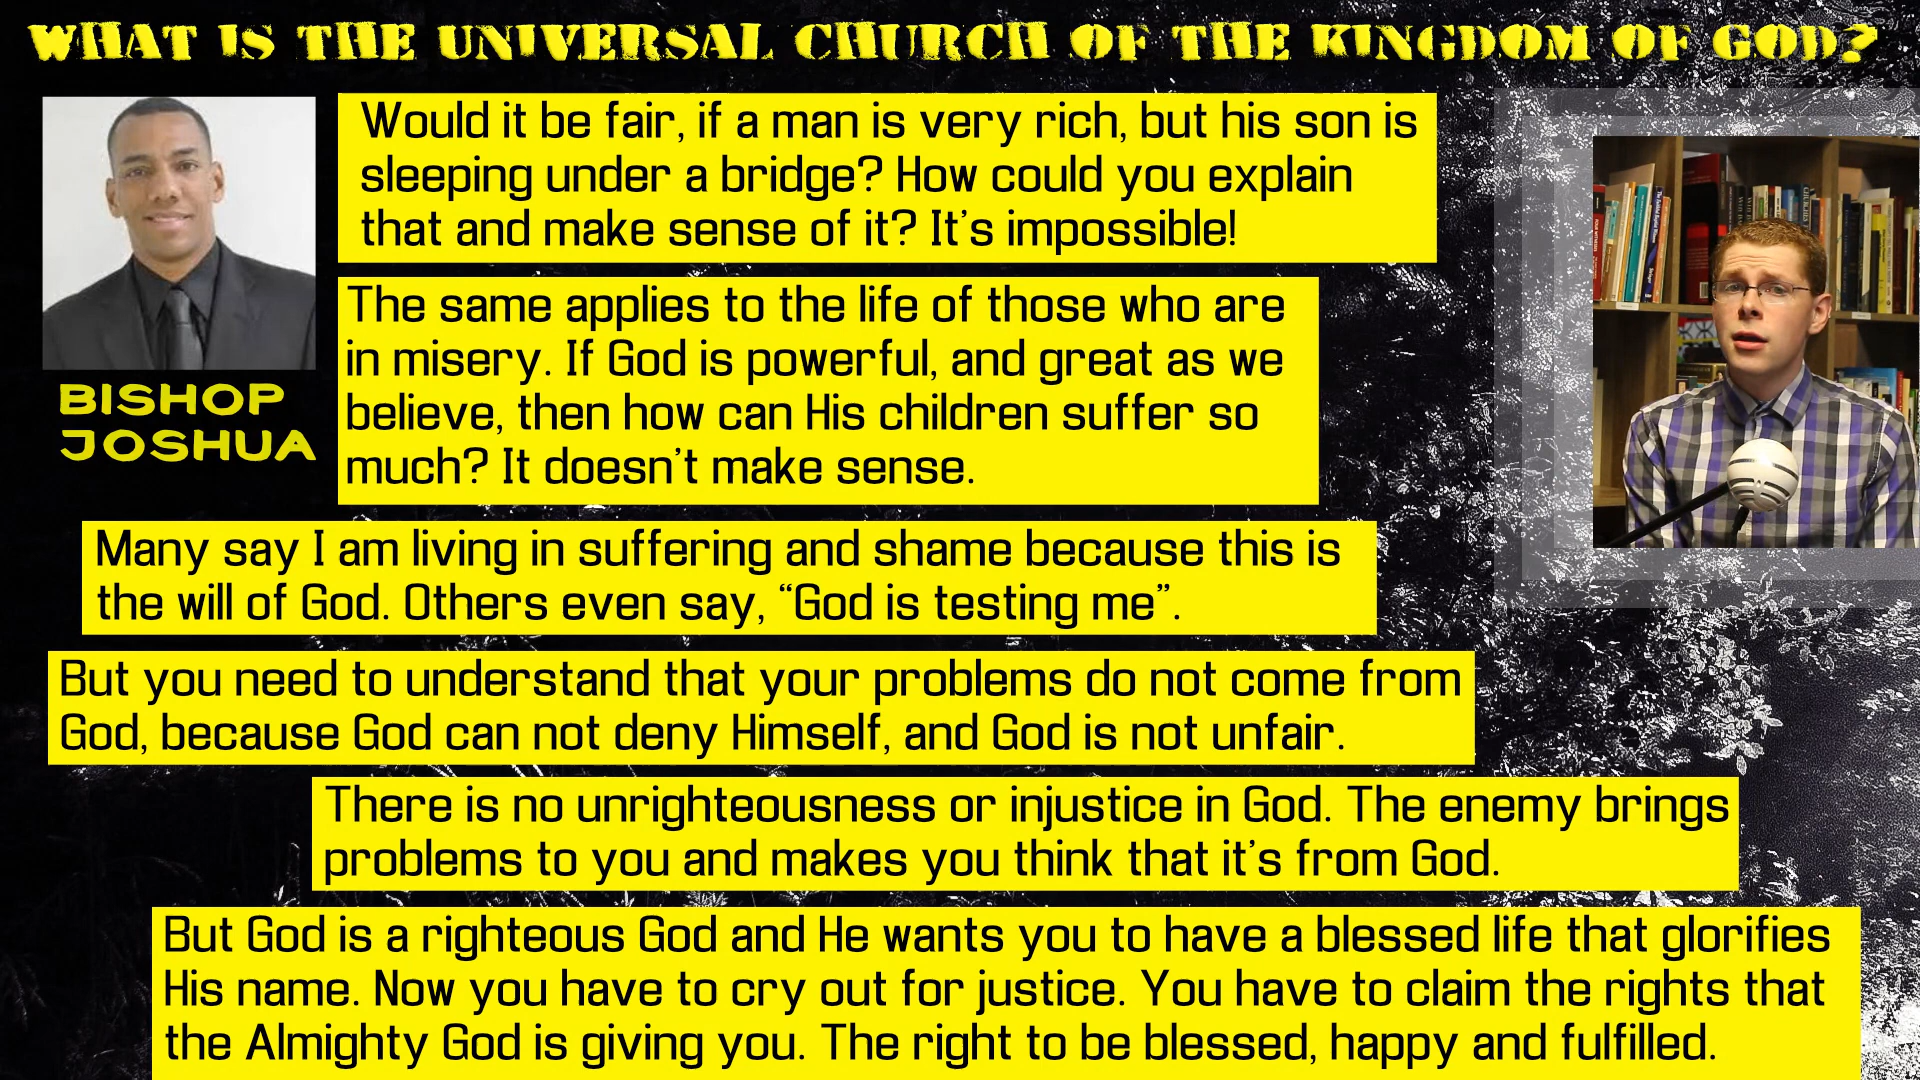 WHAT IS THE UNIVERSAL CHURCH OF THE KINGDOM OF GOD?
BISHOP
JOSHUA
Would it be fair, if a man is very rich, but his son is
sleeping under a bridge? How could you explain
that and make sense of it? It's impossible!
The same applies to the life of those who are
in misery. If God is powerful, and great as we
believe, then how can His children suffer so
much? It doesn't make sense.
Many say I am living in suffering and shame because this is
the will of God. Others even say, “God is testing me”.
But you need to understand that your problems do not come from
God, because God can not deny Himself, and God is not unfair.
There is no unrighteousness or injustice in God. The enemy brings
problems to you and makes you think that it's from God.
But God is a righteous God and He wants you to have a blessed life that glorifies
His name. Now you have to cry out for justice. You have to claim the rights that
the Almighty God is giving you. The right to be blessed, happy and fulfilled.